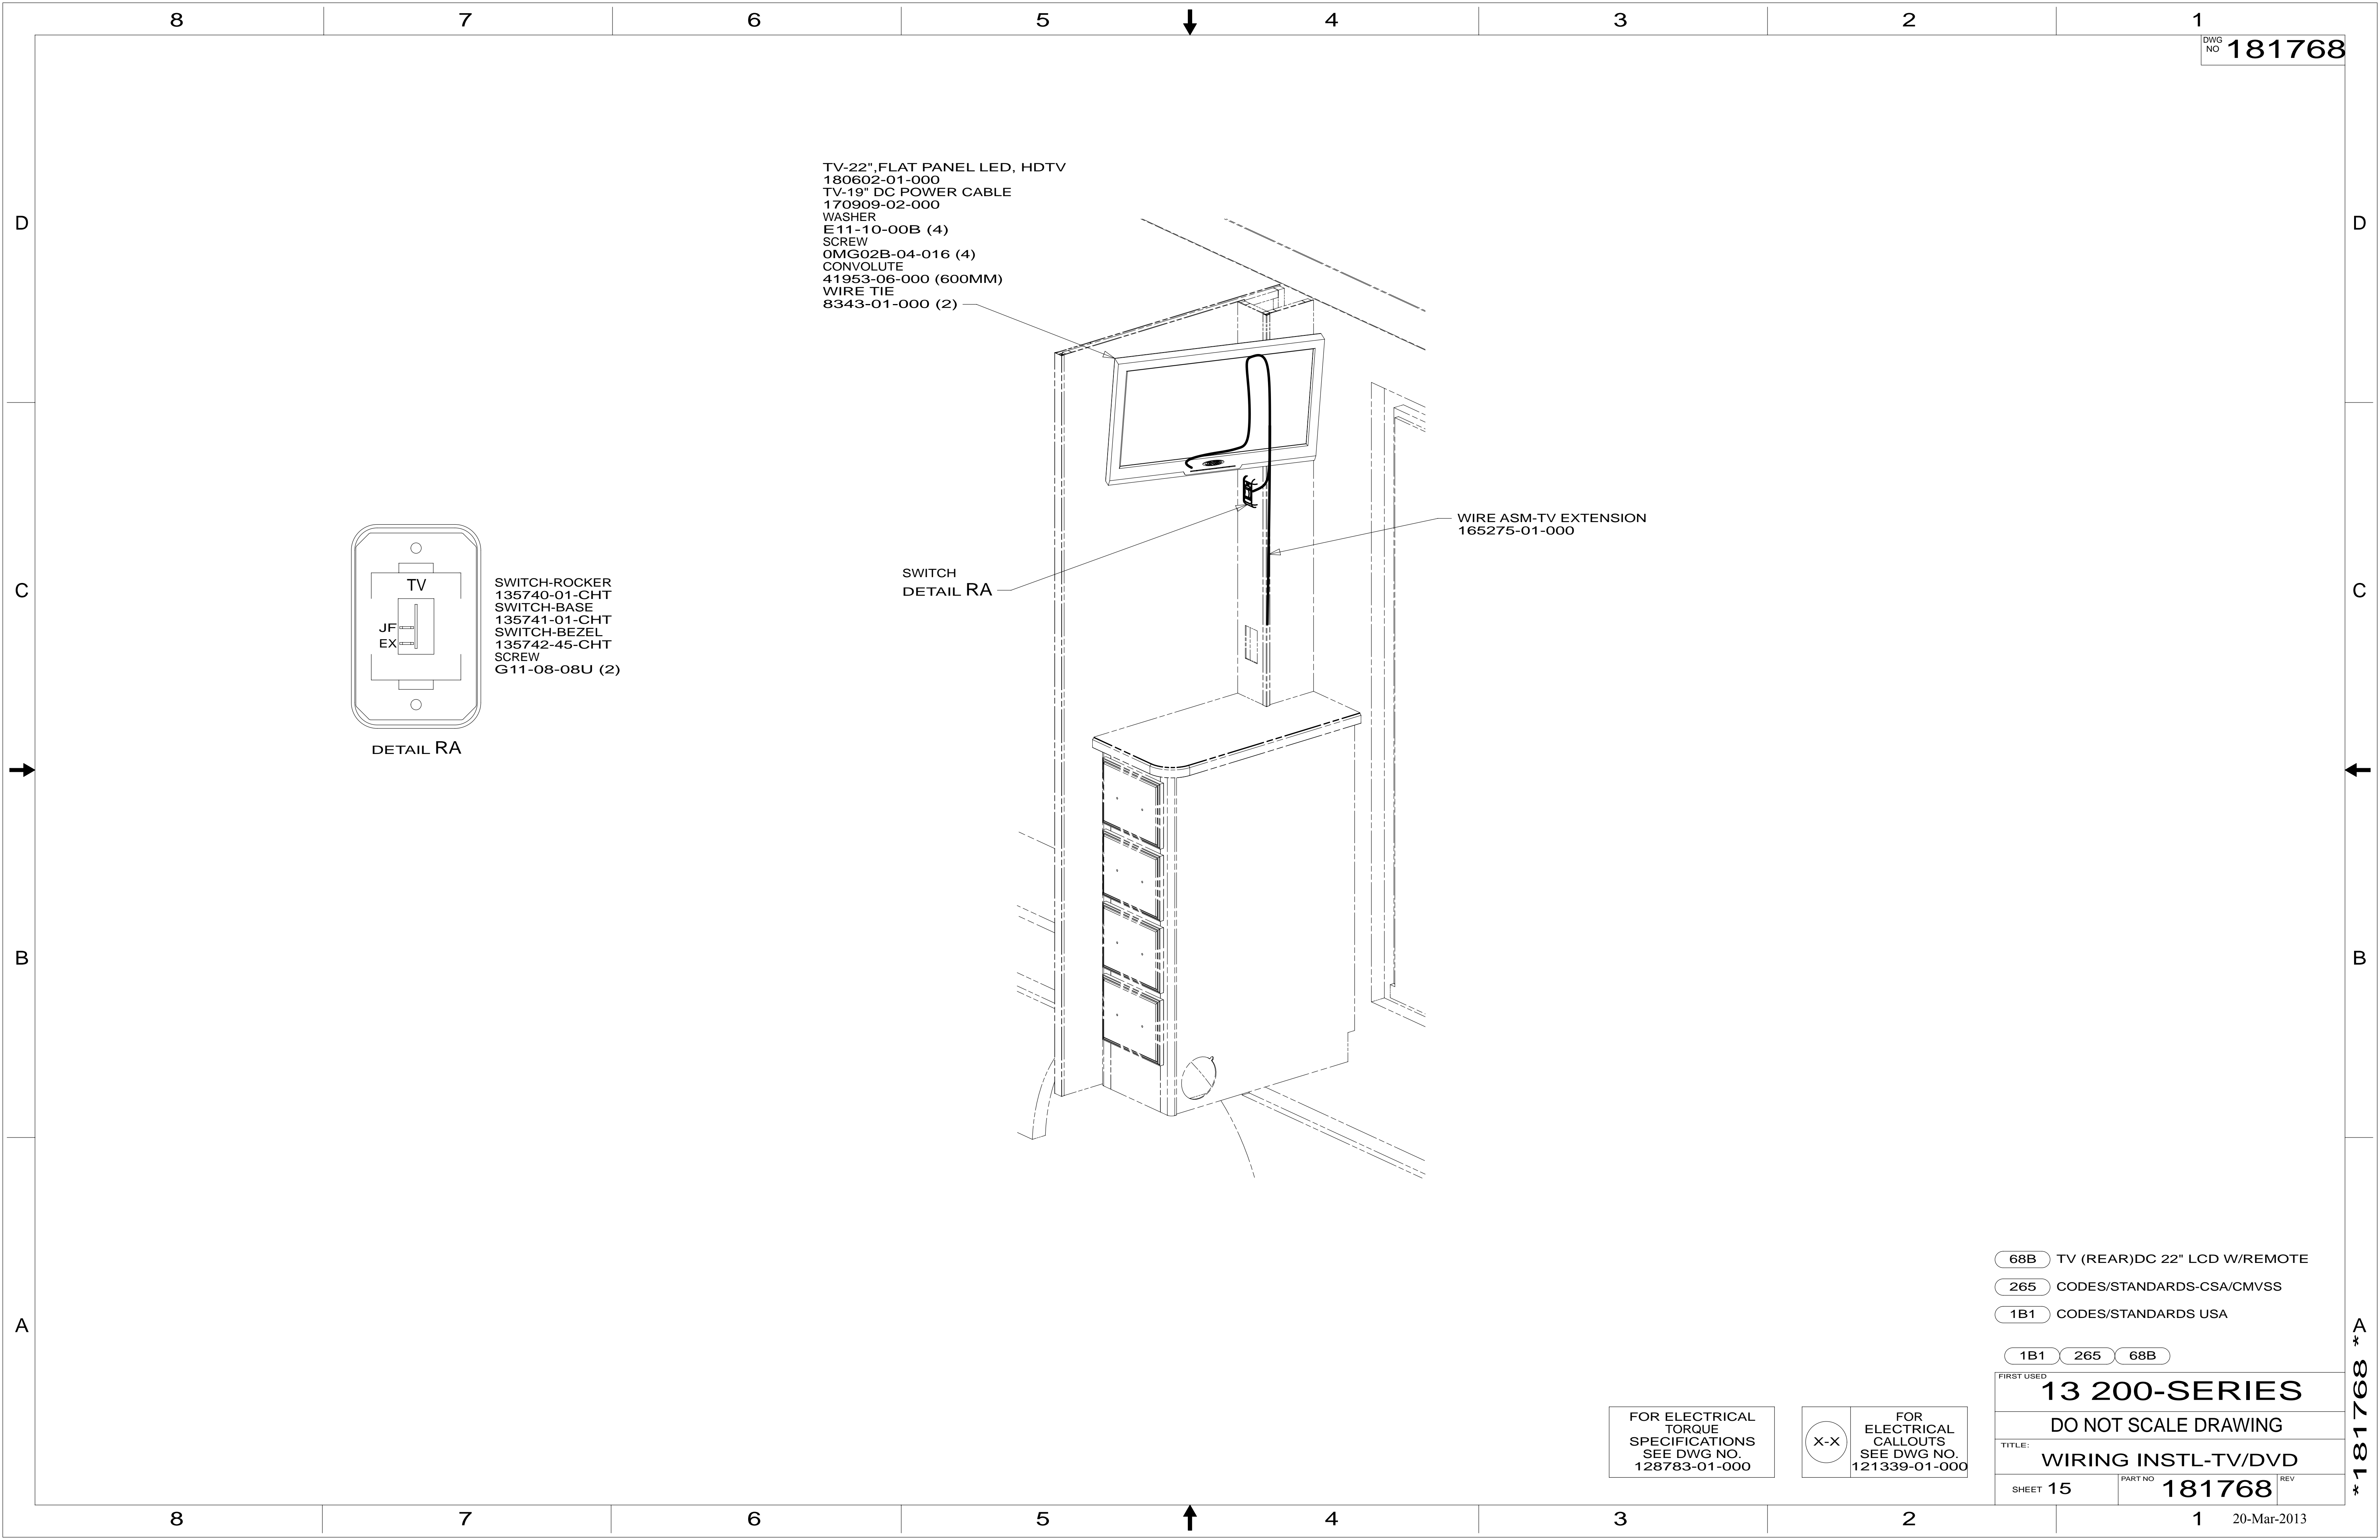 8 7 6 5 4 3 2 1
DWG
NO 181768
TV-22",FLAT PANEL LED, HDTV
180602-01-000
TV-19" DC POWER CABLE
170909-02-000
WASHER
E11-10-00B (4)
SCREW
0MG02B-04-016 (4)
CONVOLUTE
41953-06-000 (600MM)
WIRE TIE
8343-01-000 (2)
D D
WIRE ASM-TV EXTENSION
165275-01-000
SWITCH
DETAIL RA
C C
TV
JF
EX
SWITCH-ROCKER
135740-01-CHT
SWITCH-BASE
135741-01-CHT
SWITCH-BEZEL
135742-45-CHT
SCREW
G11-08-08U (2)
DETAIL RA
B B
68B TV (REAR)DC 22" LCD W/REMOTE
265 CODES/STANDARDS-CSA/CMVSS
1B1 CODES/STANDARDS USA
A A
1B1 265 68B
FIRST USED
13 200-SERIES
DO NOT SCALE DRAWING
TITLE:
WIRING INSTL-TV/DVD
SHEET 15
PART NO 181768 REV
*181768*
FOR ELECTRICAL
TORQUE
SPECIFICATIONS
SEE DWG NO.
128783-01-000
X-X
FOR
ELECTRICAL
CALLOUTS
SEE DWG NO.
121339-01-000
8 7 6 5 4 3 2 1
20-Mar-2013